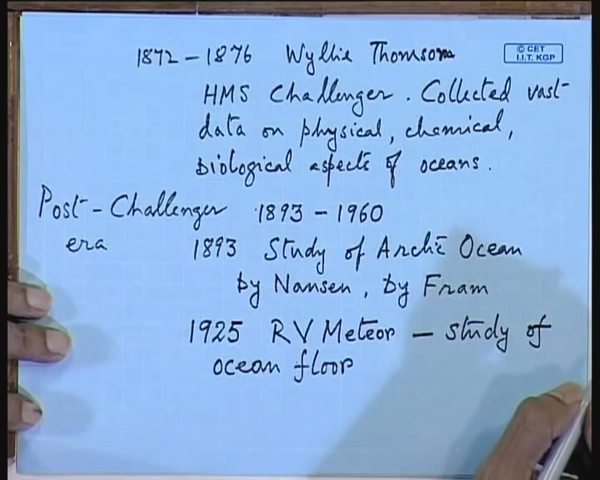 1872 – 1876 Wyllie Thomson
© CET
I.I.T. KGP
HMS Challenger. Collected vast
data on physical, chemical,
biological aspects of oceans.
Post-Challenger 1893 – 1960
era 1893 Study of Arctic Ocean
by Nansen, by Fram
1925 RV Meteor – study of
ocean floor